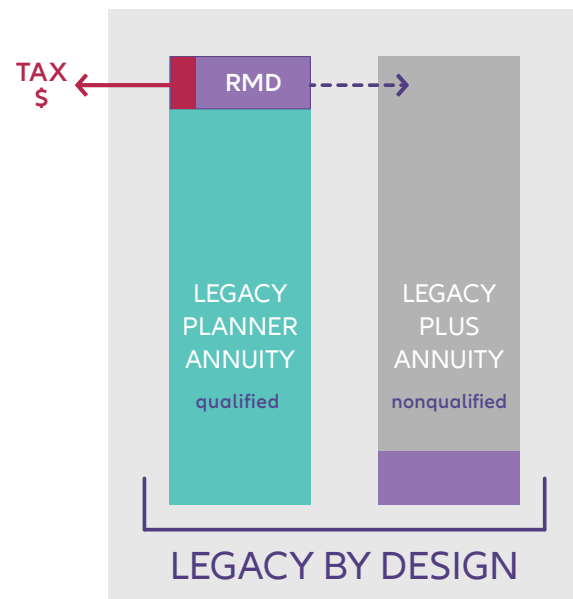 TAX
$
RMD
LEGACY
PLANNER
ANNUITY
qualified
LEGACY
PLUS
ANNUITY
nonqualified
LEGACY BY DESIGN